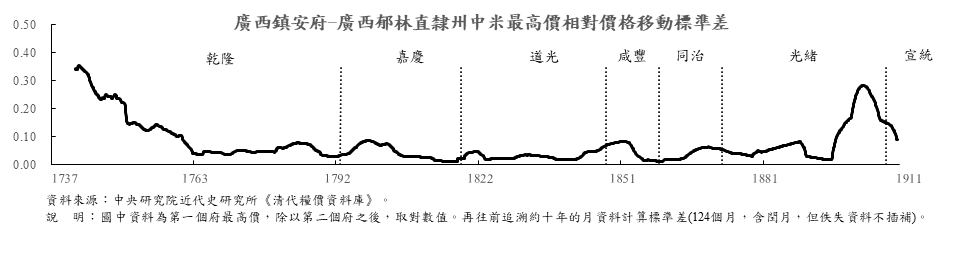 廣西鎮安府-廣西郁林直隸州中米最高價相對價格移動標準差
0.50
0.40
0.30
0.20
0.10
0.00
乾隆 嘉慶 道光 咸豐 同治 光緒 宣統
1737 1763 1792 1822 1851 1881 1911
資料來源：中央研究院近代史研究所《清代糧價資料庫》。
說　明：圖中資料為第一個府最高價，除以第二個府之後，取對數值。再往前追溯約十年的月資料計算標準差(124個月，含閏月，但佚失資料不插補)。